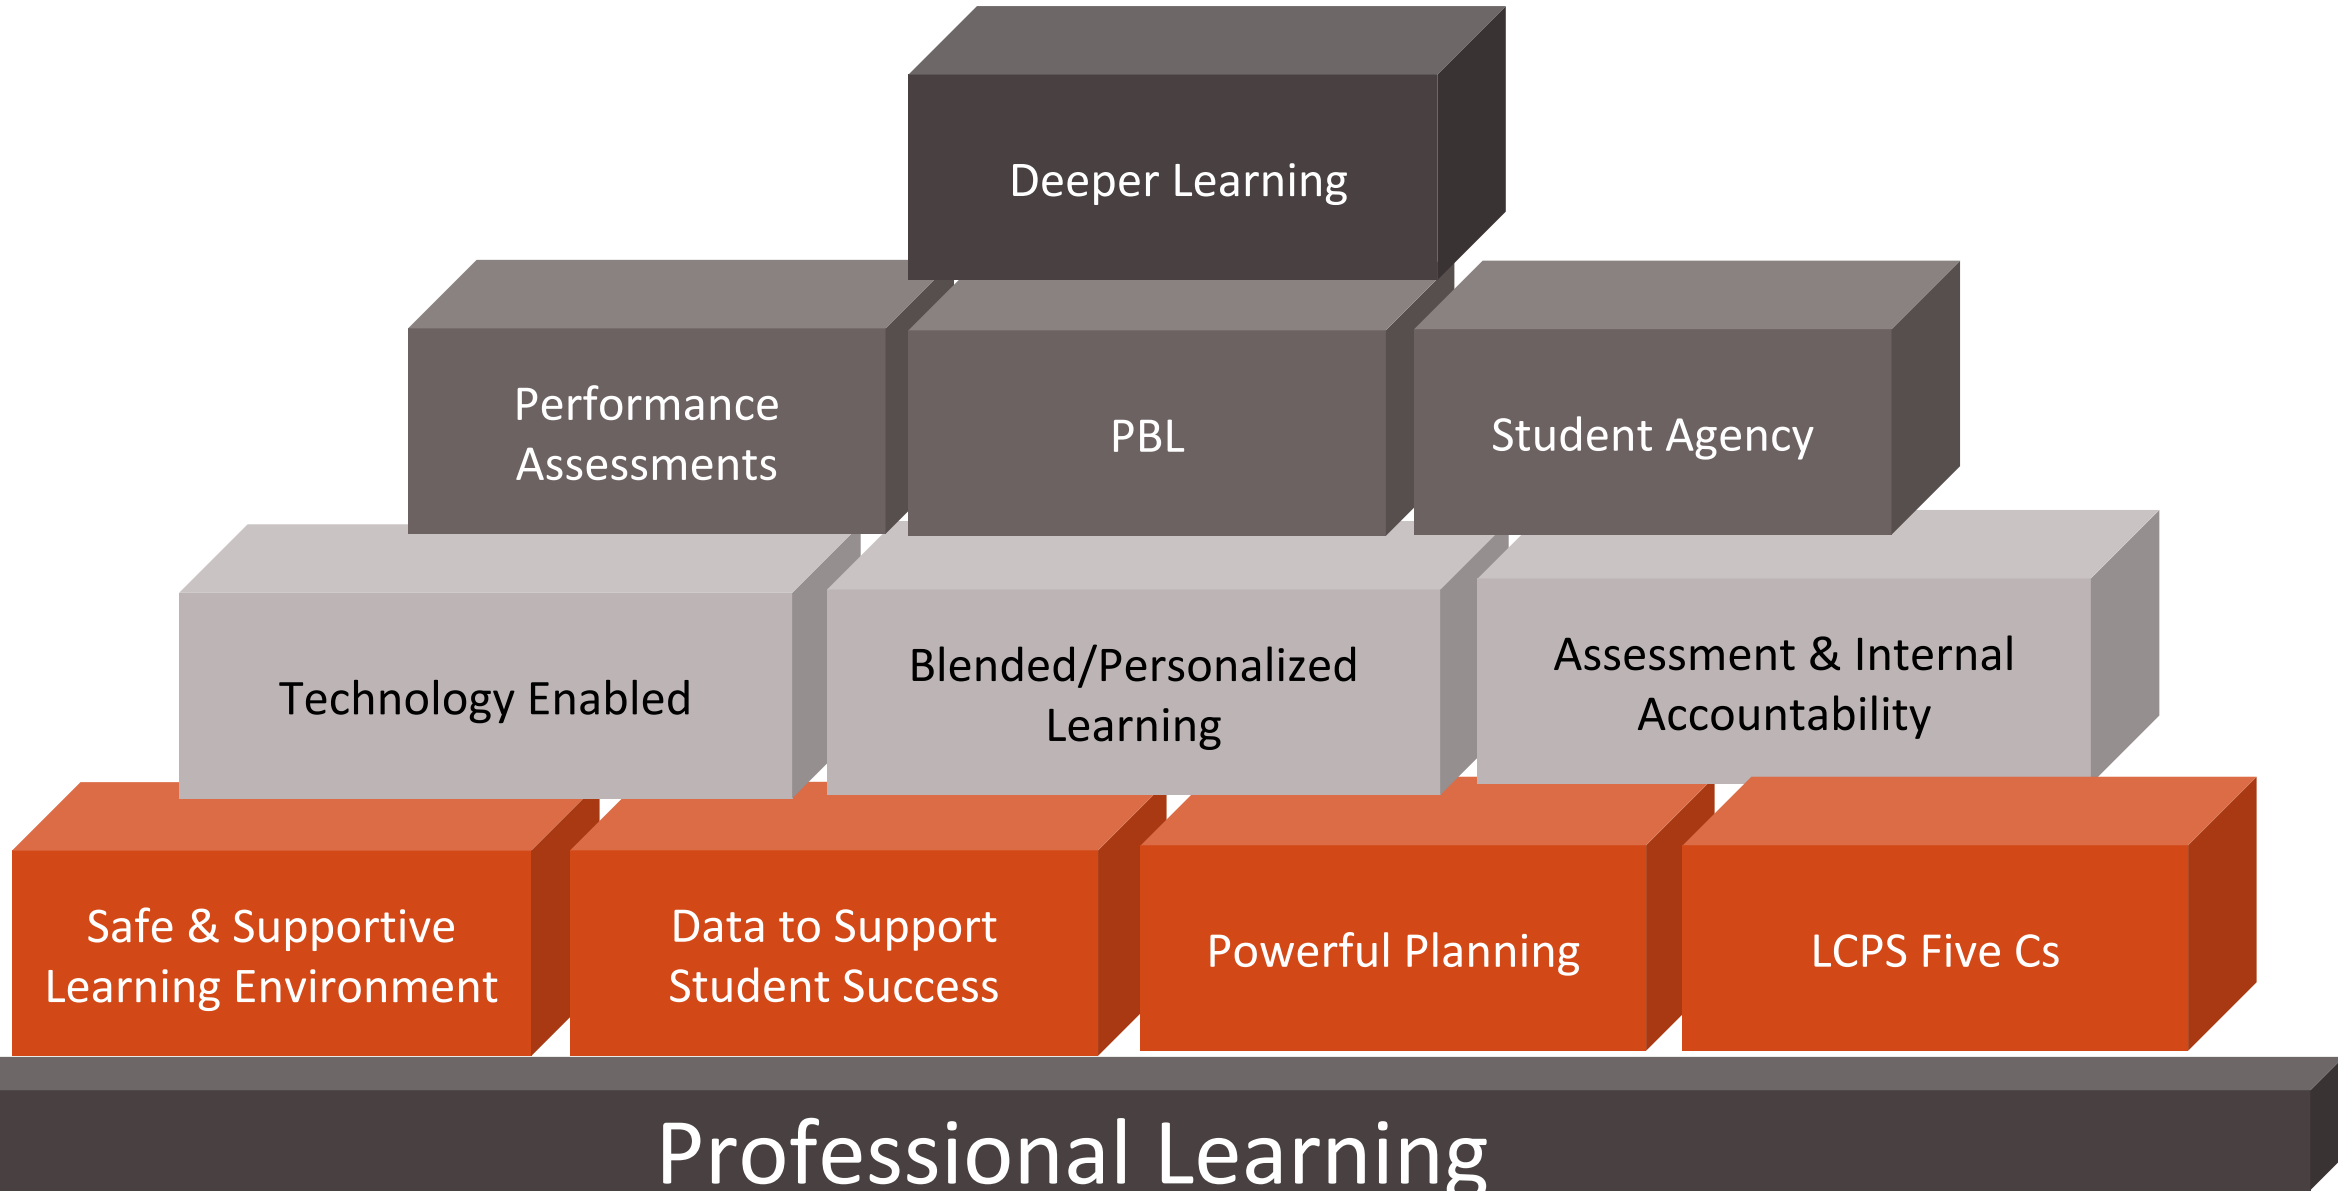 Deeper Learning
Performance
Assessments
PBL
Student Agency
Technology Enabled
Blended/Personalized
Learning
Assessment & Internal
Accountability
Safe & Supportive
Learning Environment
Data to Support
Student Success
Powerful Planning
LCPS Five Cs
Professional Learning